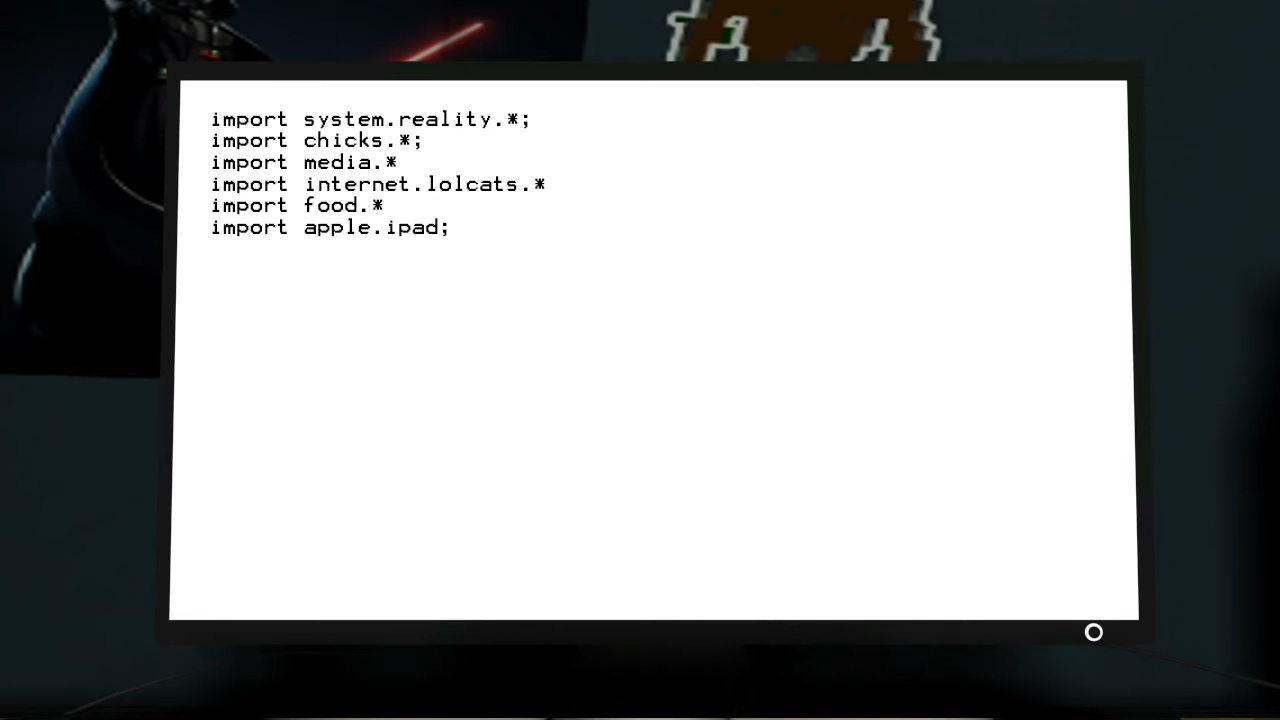 import system.reality.*;
import chicks.*;
import media.*
import internet.lolcats.*
import food.*
import apple.ipad;